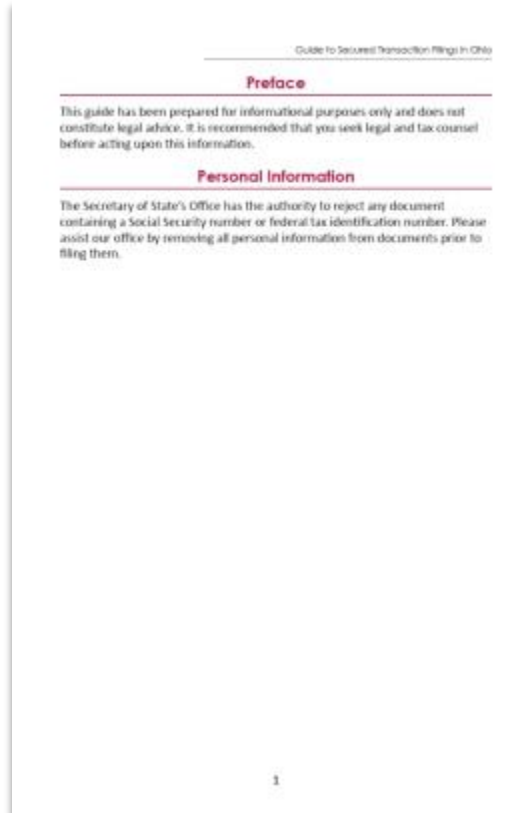 Guide to Secured Transaction Filings in Ohio
Preface
This guide has been prepared for informational purposes only and does not
constitute legal advice. It is recommended that you seek legal and tax counsel
before acting upon this information.
Personal Information
The Secretary of State's Office has the authority to reject any document
containing a Social Security number or federal tax identification number. Please
assist our office by removing all personal information from documents prior to
filing them.
1